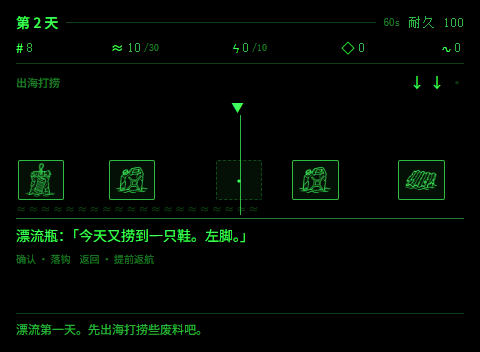 第 2 天 60s 耐久 100
# 8 ≈ 10 /30 ϟ 0 /10 ◇ 0 ∿ 0
出海打捞 ↓ ↓
漂流瓶：「今天又捞到一只鞋。左脚。」
确认 · 落钩 返回 · 提前返航
漂流第一天。先出海打捞些废料吧。